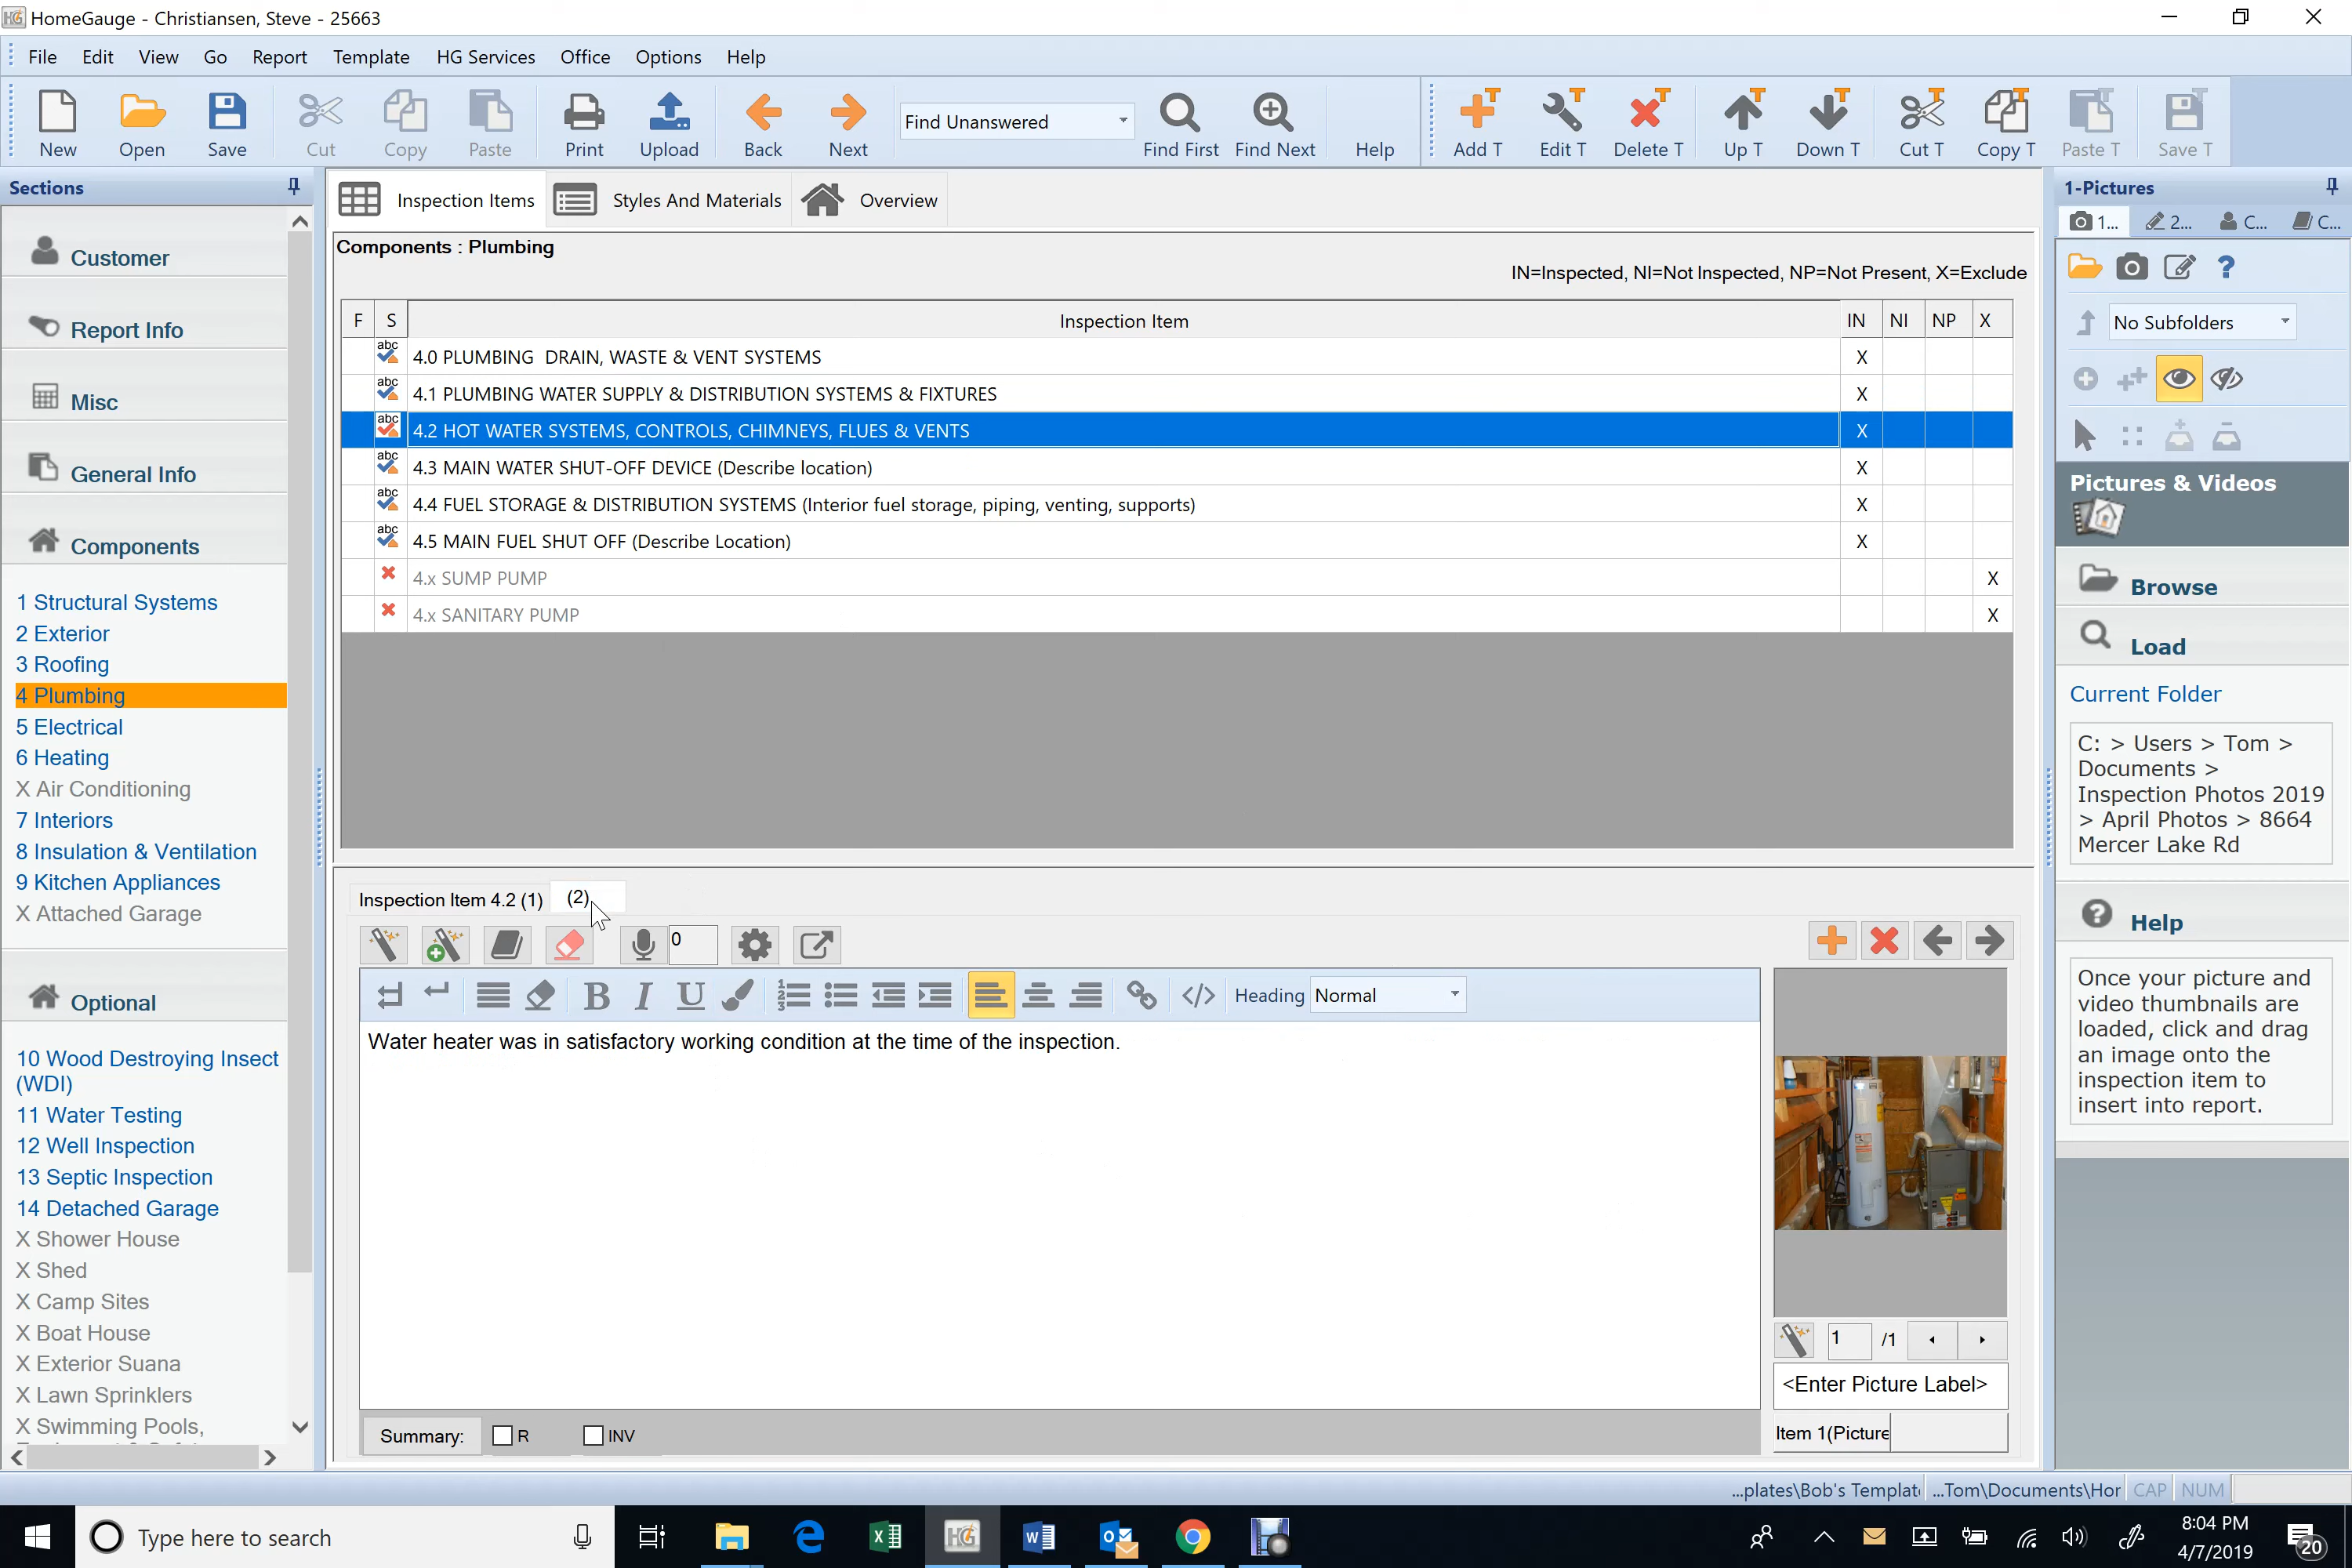 HomeGauge - Christiansen, Steve - 25663
File Edit View Go Report Template HG Services Office Options Help
New Open Save Cut Copy Paste Print Upload Back Next Find Unanswered Find First Find Next Help Add T Edit T Delete T Up T Down T Cut T Copy T Paste T Save T
Sections
Customer
Report Info
Misc
General Info
Components
1 Structural Systems
2 Exterior
3 Roofing
4 Plumbing
5 Electrical
6 Heating
X Air Conditioning
7 Interiors
8 Insulation & Ventilation
9 Kitchen Appliances
X Attached Garage
Optional
10 Wood Destroying Insect
(WDI)
11 Water Testing
12 Well Inspection
13 Septic Inspection
14 Detached Garage
X Shower House
X Shed
X Camp Sites
X Boat House
X Exterior Suana
X Lawn Sprinklers
X Swimming Pools,
Inspection Items Styles And Materials Overview
Components : Plumbing
IN=Inspected, NI=Not Inspected, NP=Not Present, X=Exclude
F S Inspection Item IN NI NP X
abc 4.0 PLUMBING DRAIN, WASTE & VENT SYSTEMS X
abc 4.1 PLUMBING WATER SUPPLY & DISTRIBUTION SYSTEMS & FIXTURES X
abc 4.2 HOT WATER SYSTEMS, CONTROLS, CHIMNEYS, FLUES & VENTS X
abc 4.3 MAIN WATER SHUT-OFF DEVICE (Describe location) X
abc 4.4 FUEL STORAGE & DISTRIBUTION SYSTEMS (Interior fuel storage, piping, venting, supports) X
abc 4.5 MAIN FUEL SHUT OFF (Describe Location) X
4.x SUMP PUMP X
4.x SANITARY PUMP X
Inspection Item 4.2 (1) (2)
0
B I U Heading Normal
Water heater was in satisfactory working condition at the time of the inspection.
1 /1
<Enter Picture Label>
Item 1(Picture
Summary: R INV
1-Pictures
1... 2... C... C...
No Subfolders
Pictures & Videos
Browse
Load
Current Folder
C: > Users > Tom >
Documents >
Inspection Photos 2019
> April Photos > 8664
Mercer Lake Rd
Help
Once your picture and
video thumbnails are
loaded, click and drag
an image onto the
inspection item to
insert into report.
...plates\Bob's Templat ...Tom\Documents\Hor CAP NUM
Type here to search
8:04 PM
4/7/2019
20